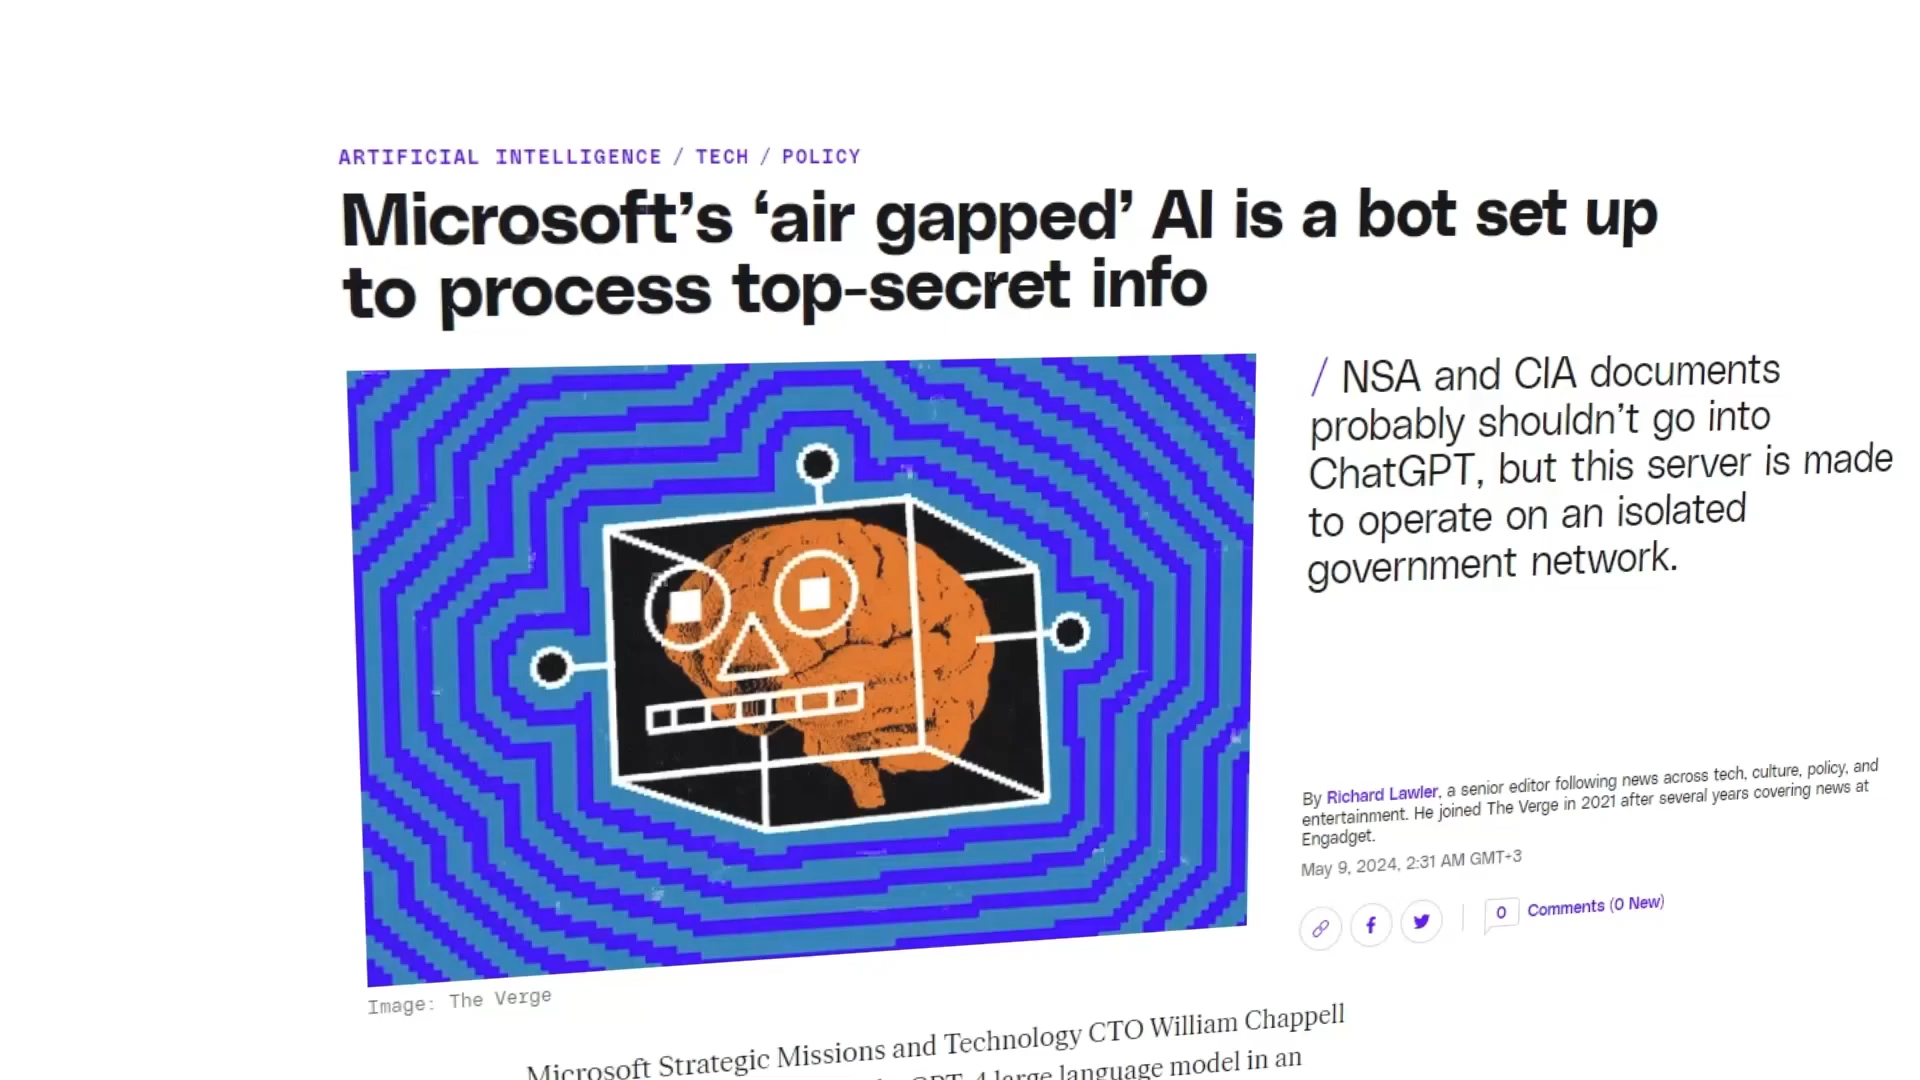 ARTIFICIAL INTELLIGENCE / TECH / POLICY
Microsoft’s ‘air gapped’ AI is a bot set up
to process top-secret info
/ NSA and CIA documents
probably shouldn’t go into
ChatGPT, but this server is made
to operate on an isolated
government network.
By Richard Lawler, a senior editor following news across tech, culture, policy, and
entertainment. He joined The Verge in 2021 after several years covering news at
Engadget.
May 9, 2024, 2:31 AM GMT+3
0 Comments (0 New)
Image: The Verge
Microsoft Strategic Missions and Technology CTO William Chappell
GPT-4 large language model in an